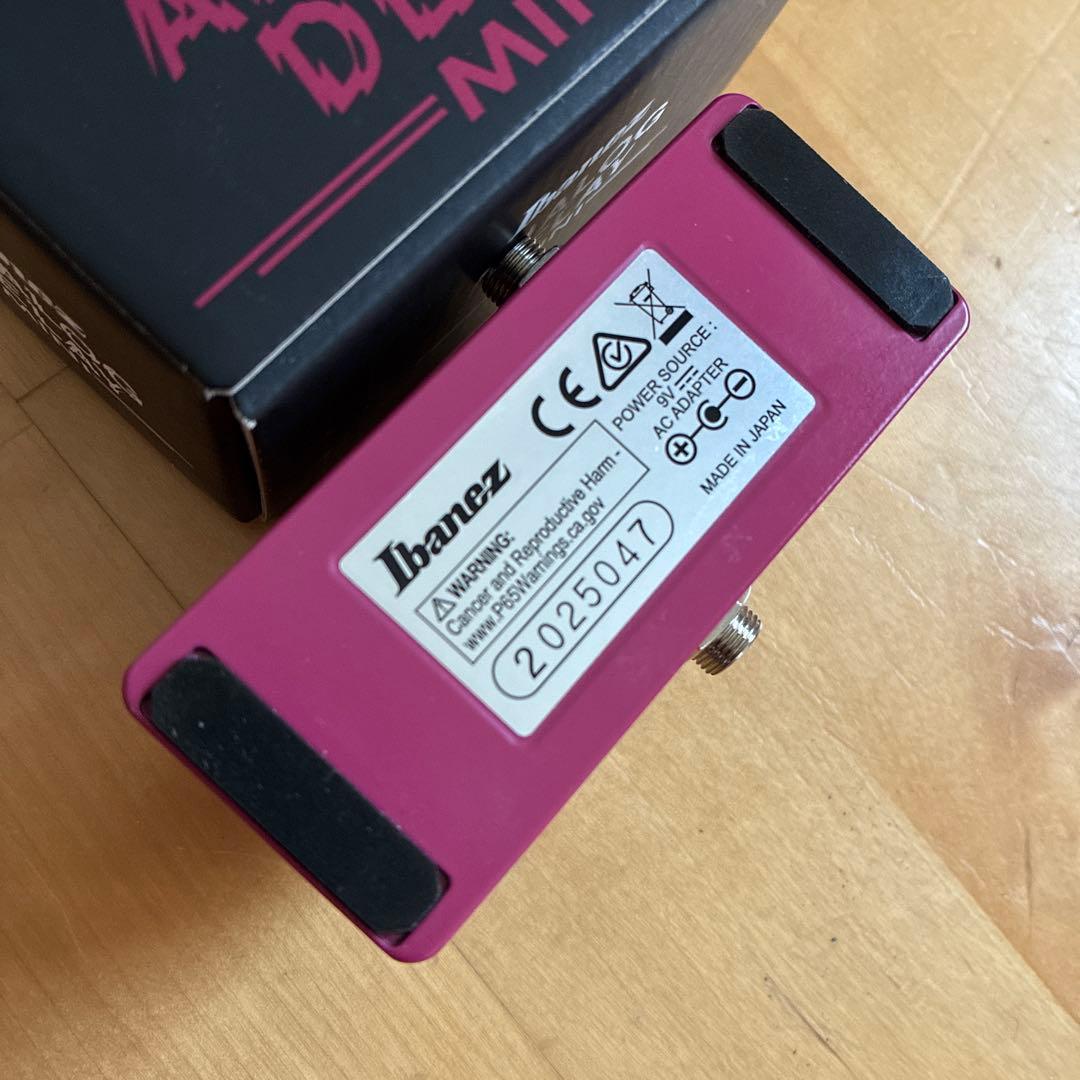 MI
Ibanez
Ibanez
⚠ WARNING:
Cancer and Reproductive Harm -
www.P65Warnings.ca.gov
2025047
CE
POWER SOURCE :
9V ⎓
AC ADAPTER
MADE IN JAPAN